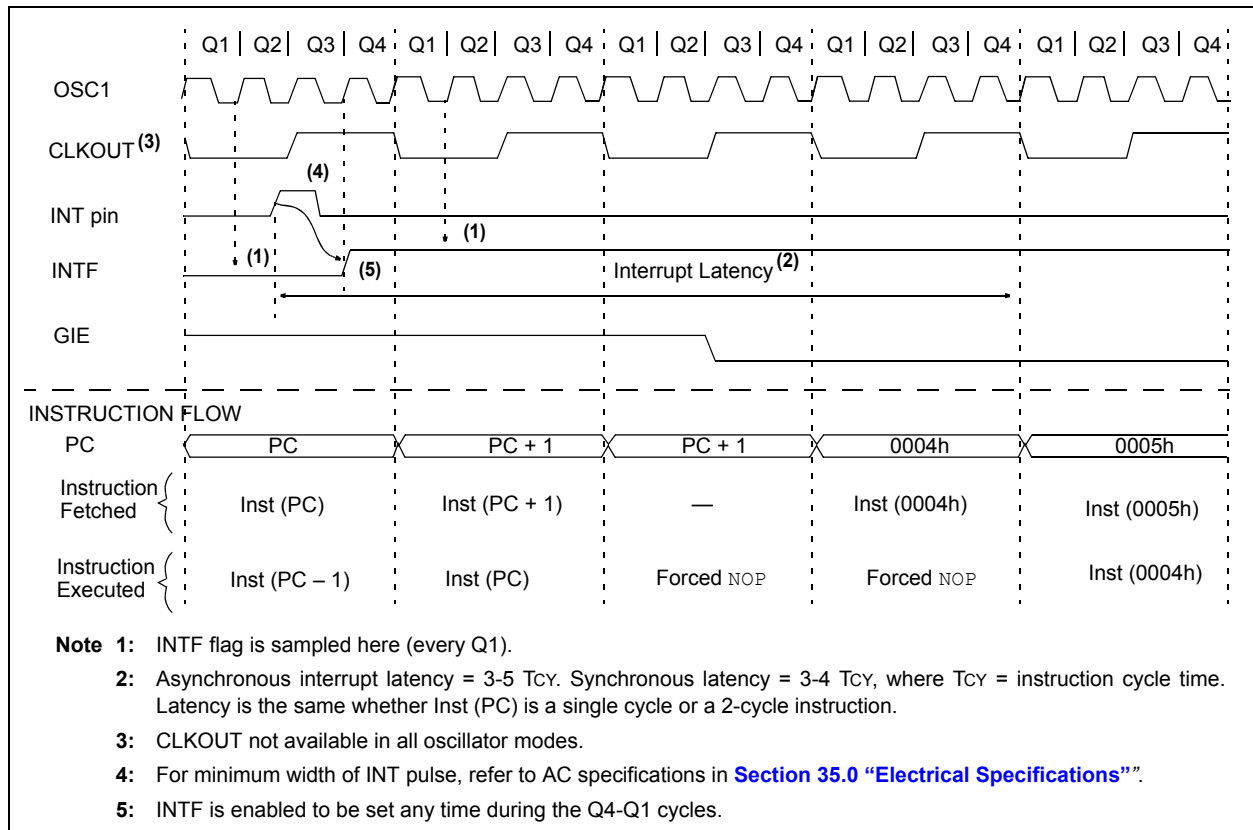 Q1 Q2 Q3 Q4 Q1 Q2 Q3 Q4 Q1 Q2 Q3 Q4 Q1 Q2 Q3 Q4 Q1 Q2 Q3 Q4
OSC1
CLKOUT (3)
(4)
INT pin
(1)
(1)
INTF
(5)
Interrupt Latency (2)
GIE
INSTRUCTION FLOW
PC PC PC + 1 PC + 1 0004h 0005h
Instruction
Fetched
Inst (PC) Inst (PC + 1) — Inst (0004h) Inst (0005h)
Instruction
Executed
Inst (PC – 1) Inst (PC) Forced NOP Forced NOP Inst (0004h)
Note 1: INTF flag is sampled here (every Q1).
2: Asynchronous interrupt latency = 3-5 TCY. Synchronous latency = 3-4 TCY, where TCY = instruction cycle time.
Latency is the same whether Inst (PC) is a single cycle or a 2-cycle instruction.
3: CLKOUT not available in all oscillator modes.
4: For minimum width of INT pulse, refer to AC specifications in Section 35.0 “Electrical Specifications””.
5: INTF is enabled to be set any time during the Q4-Q1 cycles.